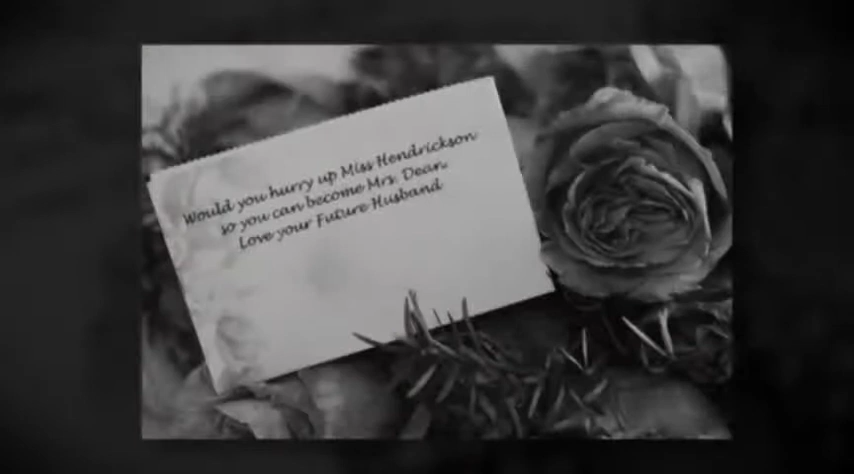 Would you hurry up Miss Hendrickson
so you can become Mrs. Dean.
Love your Future Husband